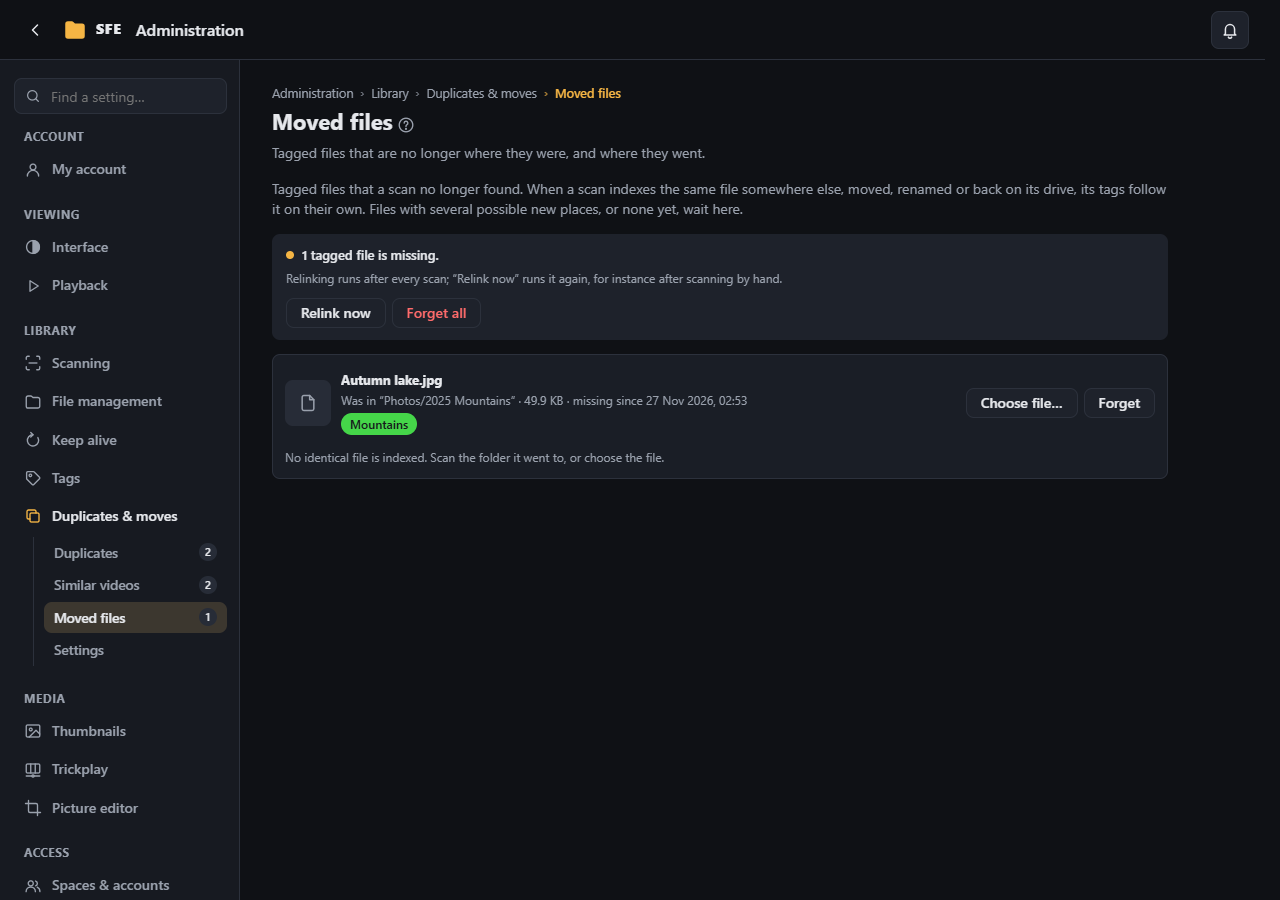 SFE Administration
Find a setting...
ACCOUNT
My account
VIEWING
Interface
Playback
LIBRARY
Scanning
File management
Keep alive
Tags
Duplicates & moves
Duplicates 2
Similar videos 2
Moved files 1
Settings
MEDIA
Thumbnails
Trickplay
Picture editor
ACCESS
Spaces & accounts
Administration › Library › Duplicates & moves › Moved files
Moved files ?
Tagged files that are no longer where they were, and where they went.
Tagged files that a scan no longer found. When a scan indexes the same file somewhere else, moved, renamed or back on its drive, its tags follow
it on their own. Files with several possible new places, or none yet, wait here.
1 tagged file is missing.
Relinking runs after every scan; “Relink now” runs it again, for instance after scanning by hand.
Relink now Forget all
Autumn lake.jpg
Was in “Photos/2025 Mountains” · 49.9 KB · missing since 27 Nov 2026, 02:53
Mountains
Choose file... Forget
No identical file is indexed. Scan the folder it went to, or choose the file.